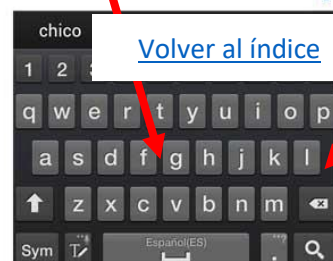 chico
Volver al índice
1 2
q w e r t y u i o p
a s d f g h j k l
z x c v b n m
Sym Español(ES) .